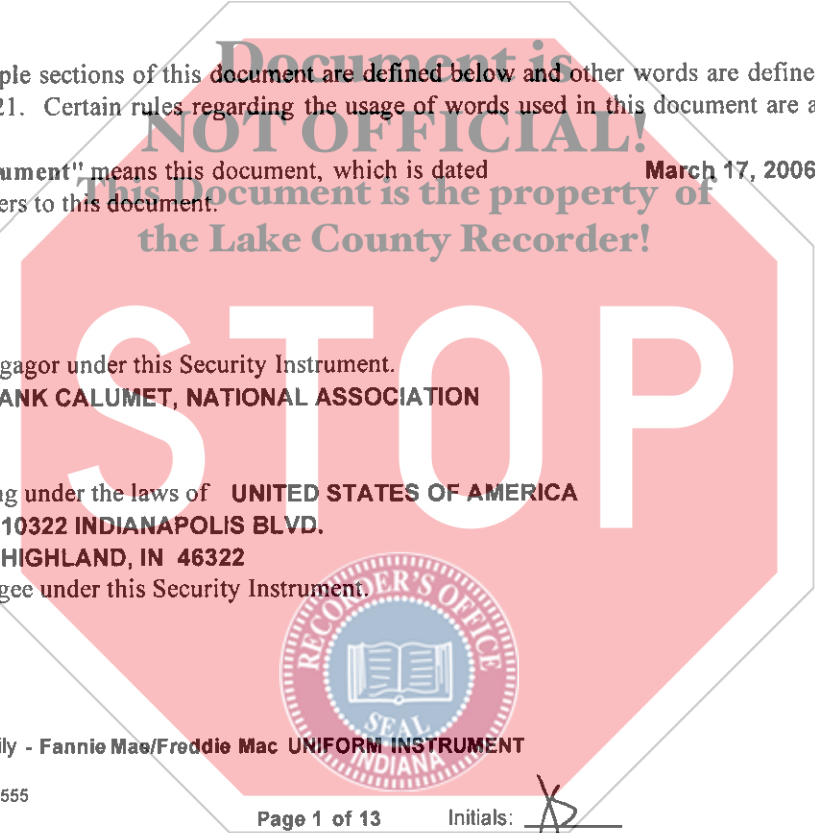 Document is
ple sections of this document are defined below and other words are define
21. Certain rules regarding the usage of words used in this document are a
NOT OFFICIAL!
ument" means this document, which is dated March 17, 2006
This Document is the property of
ers to this document.
the Lake County Recorder!
STOP
gagor under this Security Instrument.
ANK CALUMET, NATIONAL ASSOCIATION
ng under the laws of UNITED STATES OF AMERICA
10322 INDIANAPOLIS BLVD.
HIGHLAND, IN 46322
gee under this Security Instrument.
RECORDER'S OFFICE
SEAL
INDIANA
ily - Fannie Mae/Freddie Mac UNIFORM INSTRUMENT
555
Page 1 of 13 Initials: